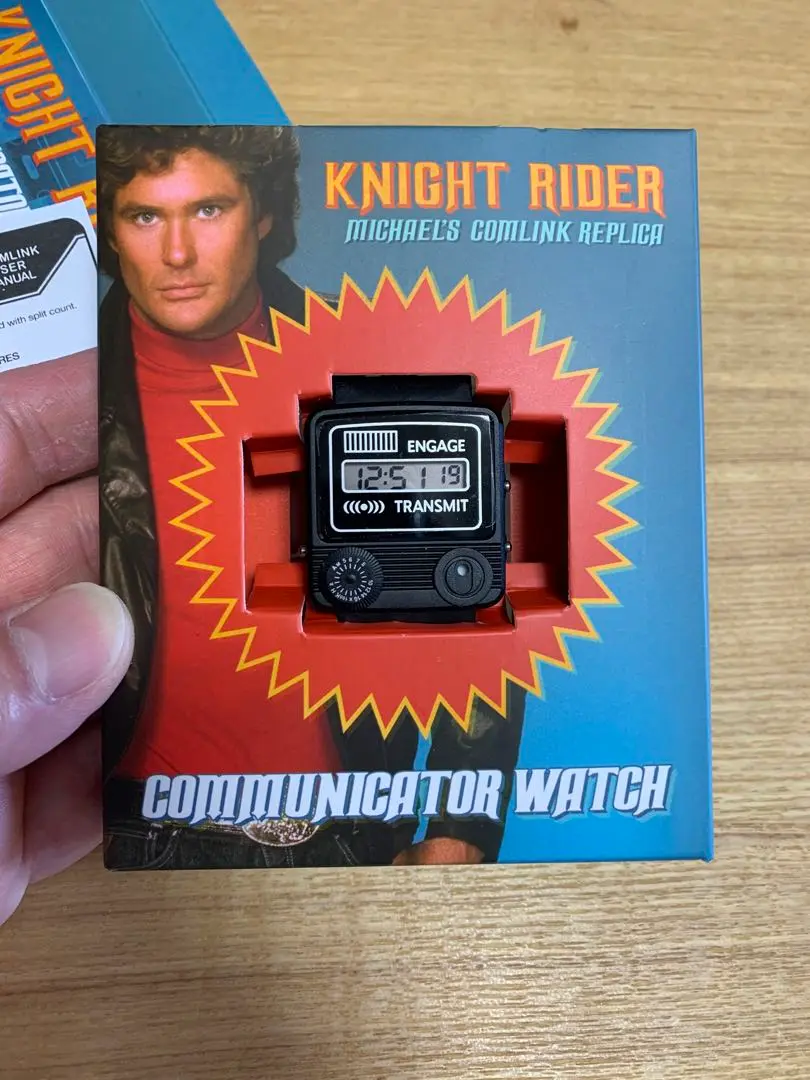 KNIGHT
MLINK
SER
ANUAL
d with split count.
RES
KNIGHT RIDER
MICHAEL'S COMLINK REPLICA
ENGAGE
12:51 19
TRANSMIT
COMMUNICATOR WATCH